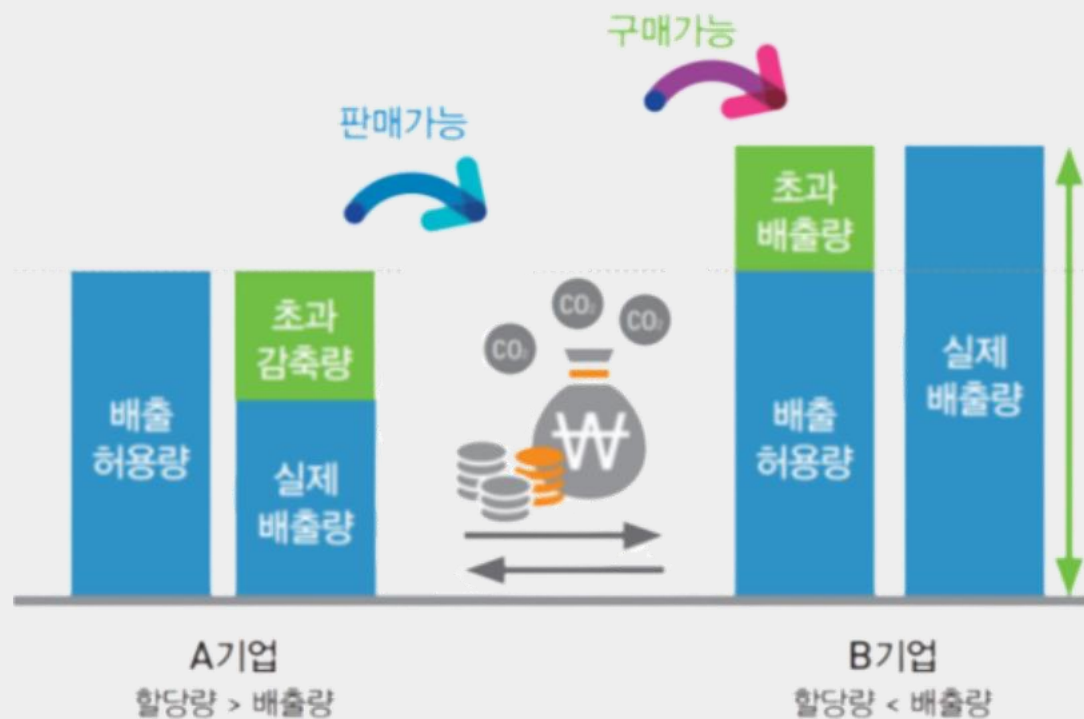 구매가능
판매가능
초과
배출량
초과
감축량
CO₂
CO₂
CO₂
실제
배출량
배출
허용량
배출
허용량
실제
배출량
₩
A기업
B기업
할당량 > 배출량
할당량 < 배출량